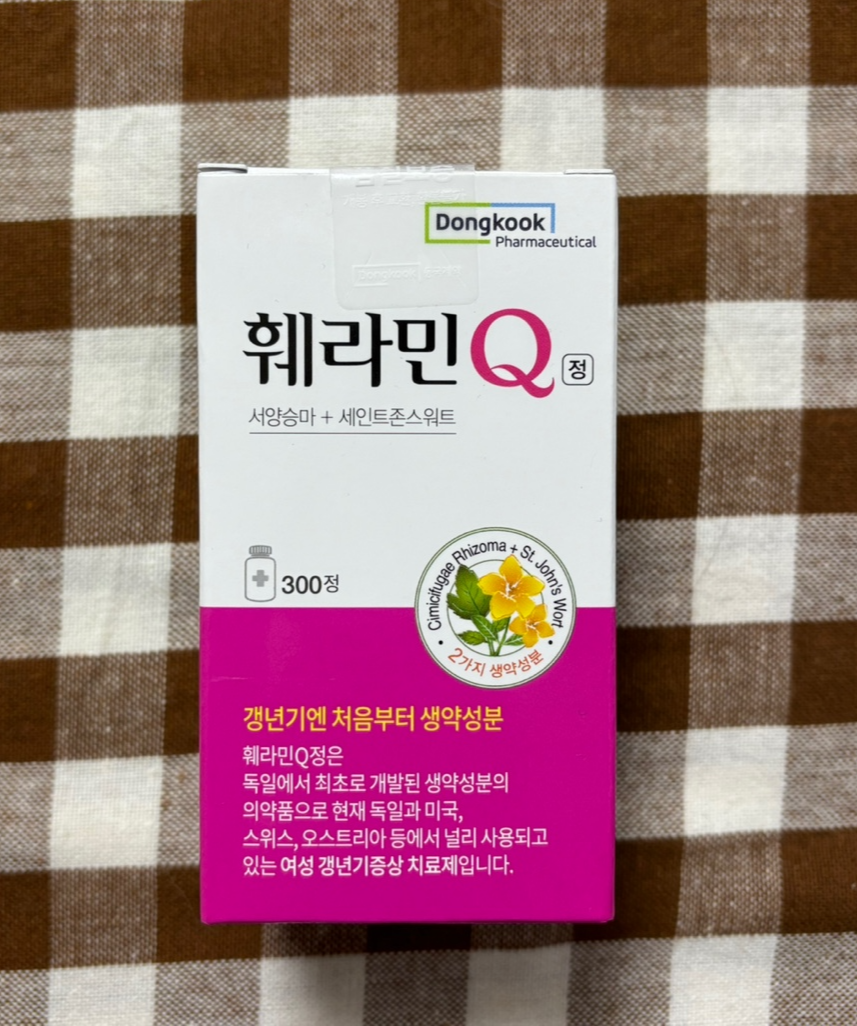 Dongkook
Pharmaceutical
훼라민Q 정
서양승마 + 세인트존스워트
300정
Cimicifugae Rhizoma + St. John's Wort
2가지 생약성분
갱년기엔 처음부터 생약성분
훼라민Q정은
독일에서 최초로 개발된 생약성분의
의약품으로 현재 독일과 미국,
스위스, 오스트리아 등에서 널리 사용되고
있는 여성 갱년기증상 치료제입니다.